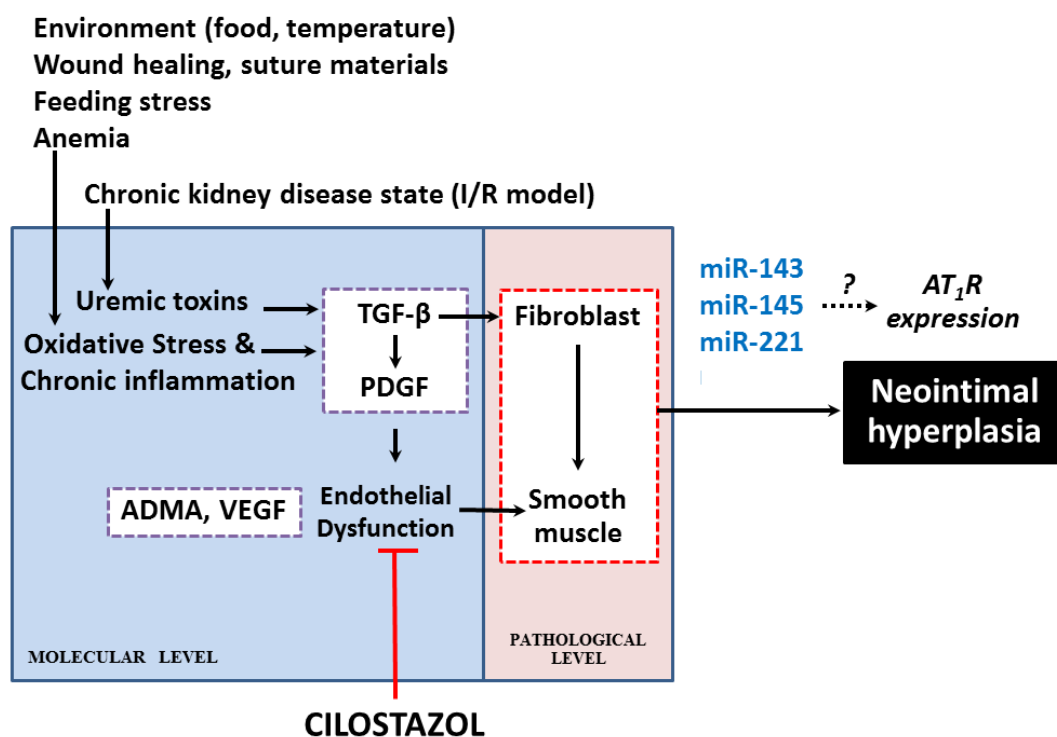 Environment (food, temperature)
Wound healing, suture materials
Feeding stress
Anemia
Chronic kidney disease state (I/R model)
Uremic toxins
Oxidative Stress &
Chronic inflammation
TGF-β
PDGF
ADMA, VEGF
Endothelial
Dysfunction
Fibroblast
Smooth
muscle
miR-143
miR-145
miR-221
?
AT₁R
expression
Neointimal
hyperplasia
MOLECULAR LEVEL
PATHOLOGICAL
LEVEL
CILOSTAZOL